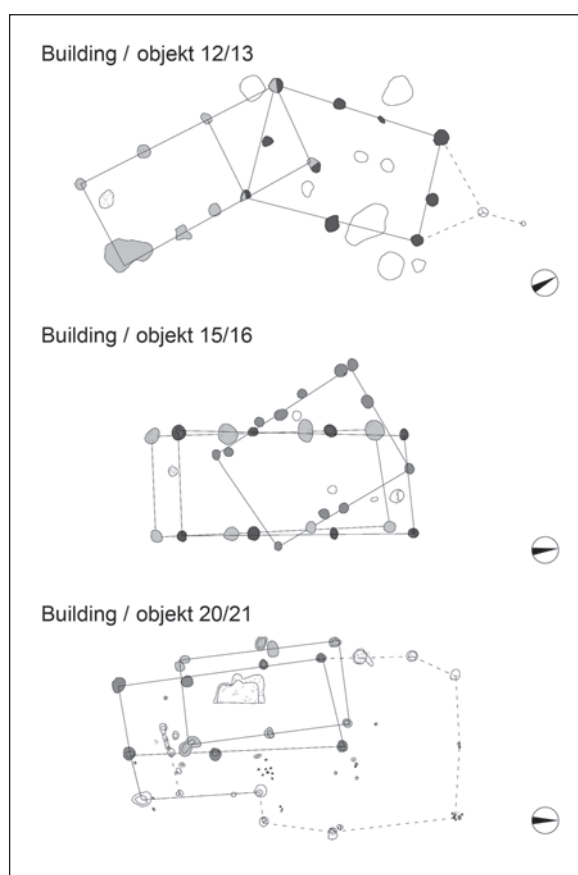 Building / objekt 12/13
Building / objekt 15/16
Building / objekt 20/21